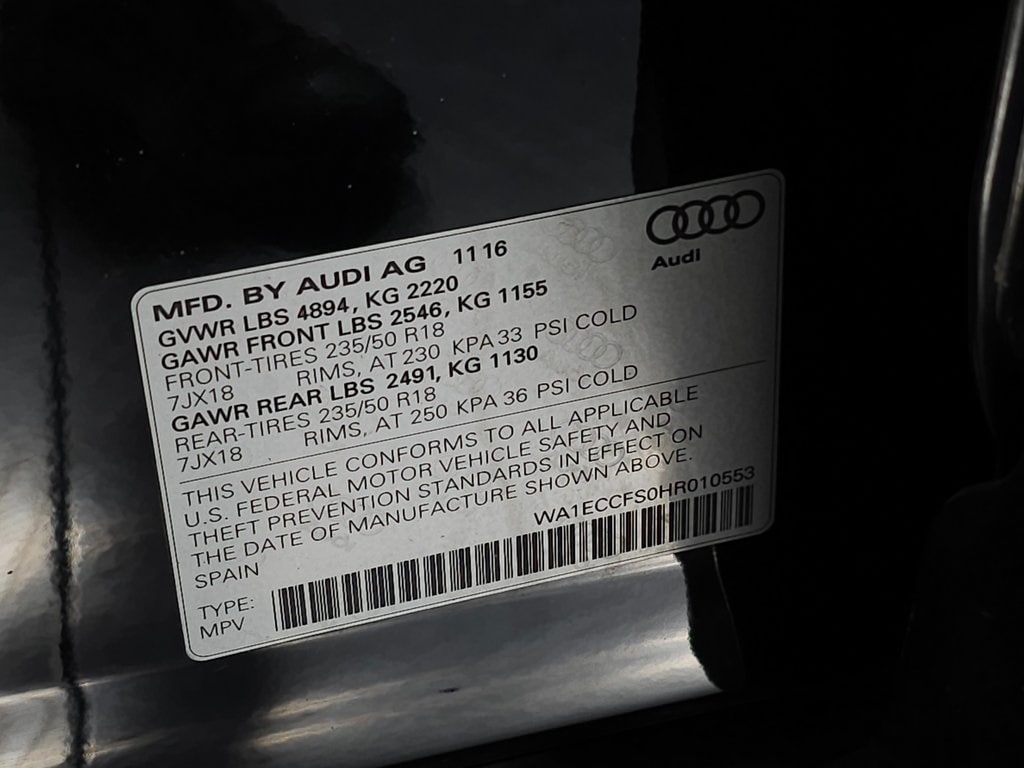 Audi
MFD. BY AUDI AG 11 16
GVWR LBS 4894, KG 2220
GAWR FRONT LBS 2546, KG 1155
FRONT-TIRES 235/50 R18
7JX18 RIMS, AT 230 KPA 33 PSI COLD
GAWR REAR LBS 2491, KG 1130
REAR-TIRES 235/50 R18
7JX18 RIMS, AT 250 KPA 36 PSI COLD
THIS VEHICLE CONFORMS TO ALL APPLICABLE
U.S. FEDERAL MOTOR VEHICLE SAFETY AND
THEFT PREVENTION STANDARDS IN EFFECT ON
THE DATE OF MANUFACTURE SHOWN ABOVE.
SPAIN WA1ECCFS0HR010553
TYPE:
MPV